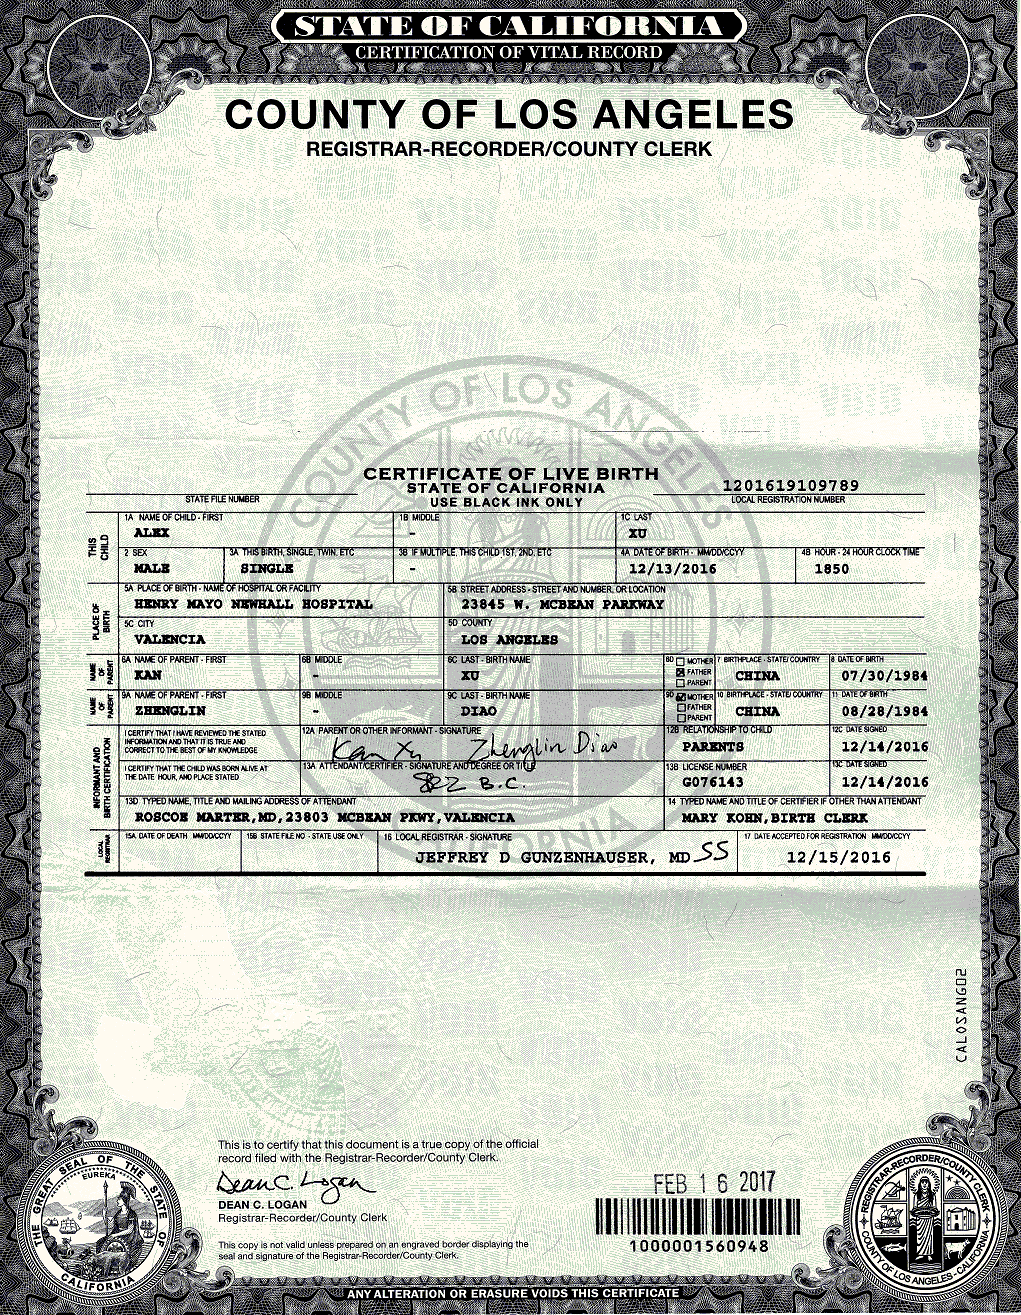 STATE OF CALIFORNIA
CERTIFICATION OF VITAL RECORD
COUNTY OF LOS ANGELES
REGISTRAR-RECORDER/COUNTY CLERK
COUNTY OF LOS ANGELES
CALIFORNIA
CERTIFICATE OF LIVE BIRTH
STATE OF CALIFORNIA
USE BLACK INK ONLY
1201619109789
STATE FILE NUMBER
LOCAL REGISTRATION NUMBER
THIS CHILD
1A NAME OF CHILD - FIRST 1B MIDDLE 1C LAST
ALEX - XU
2 SEX 3A THIS BIRTH, SINGLE, TWIN, ETC 3B IF MULTIPLE, THIS CHILD 1ST, 2ND, ETC 4A DATE OF BIRTH - MM/DD/CCYY 4B HOUR - 24 HOUR CLOCK TIME
MALE SINGLE - 12/13/2016 1850
PLACE OF BIRTH
5A PLACE OF BIRTH - NAME OF HOSPITAL OR FACILITY 5B STREET ADDRESS - STREET AND NUMBER, OR LOCATION
HENRY MAYO NEWHALL HOSPITAL 23845 W. MCBEAN PARKWAY
5C CITY 5D COUNTY
VALENCIA LOS ANGELES
NAME OF PARENT
6A NAME OF PARENT - FIRST 6B MIDDLE 6C LAST - BIRTH NAME 6D MOTHER FATHER PARENT 7 BIRTHPLACE - STATE/COUNTRY 8 DATE OF BIRTH
KAN - XU CHINA 07/30/1984
NAME OF PARENT
9A NAME OF PARENT - FIRST 9B MIDDLE 9C LAST - BIRTH NAME 9D MOTHER FATHER PARENT 10 BIRTHPLACE - STATE/COUNTRY 11 DATE OF BIRTH
ZHENGLIN - DIAO CHINA 08/28/1984
INFORMANT AND BIRTH CERTIFICATION
I CERTIFY THAT I HAVE REVIEWED THE STATED
INFORMATION AND THAT IT IS TRUE AND
CORRECT TO THE BEST OF MY KNOWLEDGE
12A PARENT OR OTHER INFORMANT - SIGNATURE 12B RELATIONSHIP TO CHILD 12C DATE SIGNED
Kan Xu Zhenglin Diao PARENTS 12/14/2016
I CERTIFY THAT THE CHILD WAS BORN ALIVE AT
THE DATE HOUR, AND PLACE STATED
13A ATTENDANT/CERTIFIER - SIGNATURE AND DEGREE OR TITLE 13B LICENSE NUMBER 13C DATE SIGNED
B.C. G076143 12/14/2016
13D TYPED NAME, TITLE AND MAILING ADDRESS OF ATTENDANT 14 TYPED NAME AND TITLE OF CERTIFIER IF OTHER THAN ATTENDANT
ROSCOE MARTER,MD,23803 MCBEAN PKWY,VALENCIA MARY KOHN,BIRTH CLERK
LOCAL REGISTRAR
15A DATE OF DEATH MM/DD/CCYY 15B STATE FILE NO - STATE USE ONLY 16 LOCAL REGISTRAR - SIGNATURE 17 DATE ACCEPTED FOR REGISTRATION MM/DD/CCYY
JEFFREY D GUNZENHAUSER, MD SS 12/15/2016
CALOSANG02
This is to certify that this document is a true copy of the official
record filed with the Registrar-Recorder/County Clerk.
Dean C. Logan
DEAN C. LOGAN
Registrar-Recorder/County Clerk
FEB 16 2017
1000001560948
This copy is not valid unless prepared on an engraved border displaying the
seal and signature of the Registrar-Recorder/County Clerk.
THE GREAT SEAL OF THE STATE OF CALIFORNIA
EUREKA
REGISTRAR-RECORDER/COUNTY CLERK
COUNTY OF LOS ANGELES - CALIFORNIA
ANY ALTERATION OR ERASURE VOIDS THIS CERTIFICATE